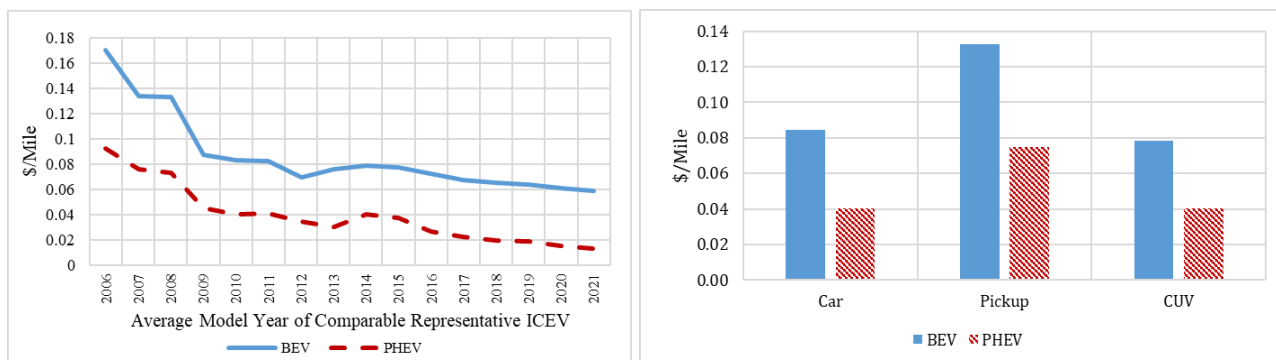 0.18
0.16
0.14
0.12
0.1
0.08
0.06
0.04
0.02
0
$/Mile
2006 2007 2008 2009 2010 2011 2012 2013 2014 2015 2016 2017 2018 2019 2020 2021
Average Model Year of Comparable Representative ICEV
BEV PHEV
0.14
0.12
0.10
0.08
0.06
0.04
0.02
0.00
$/Mile
Car Pickup CUV
BEV PHEV